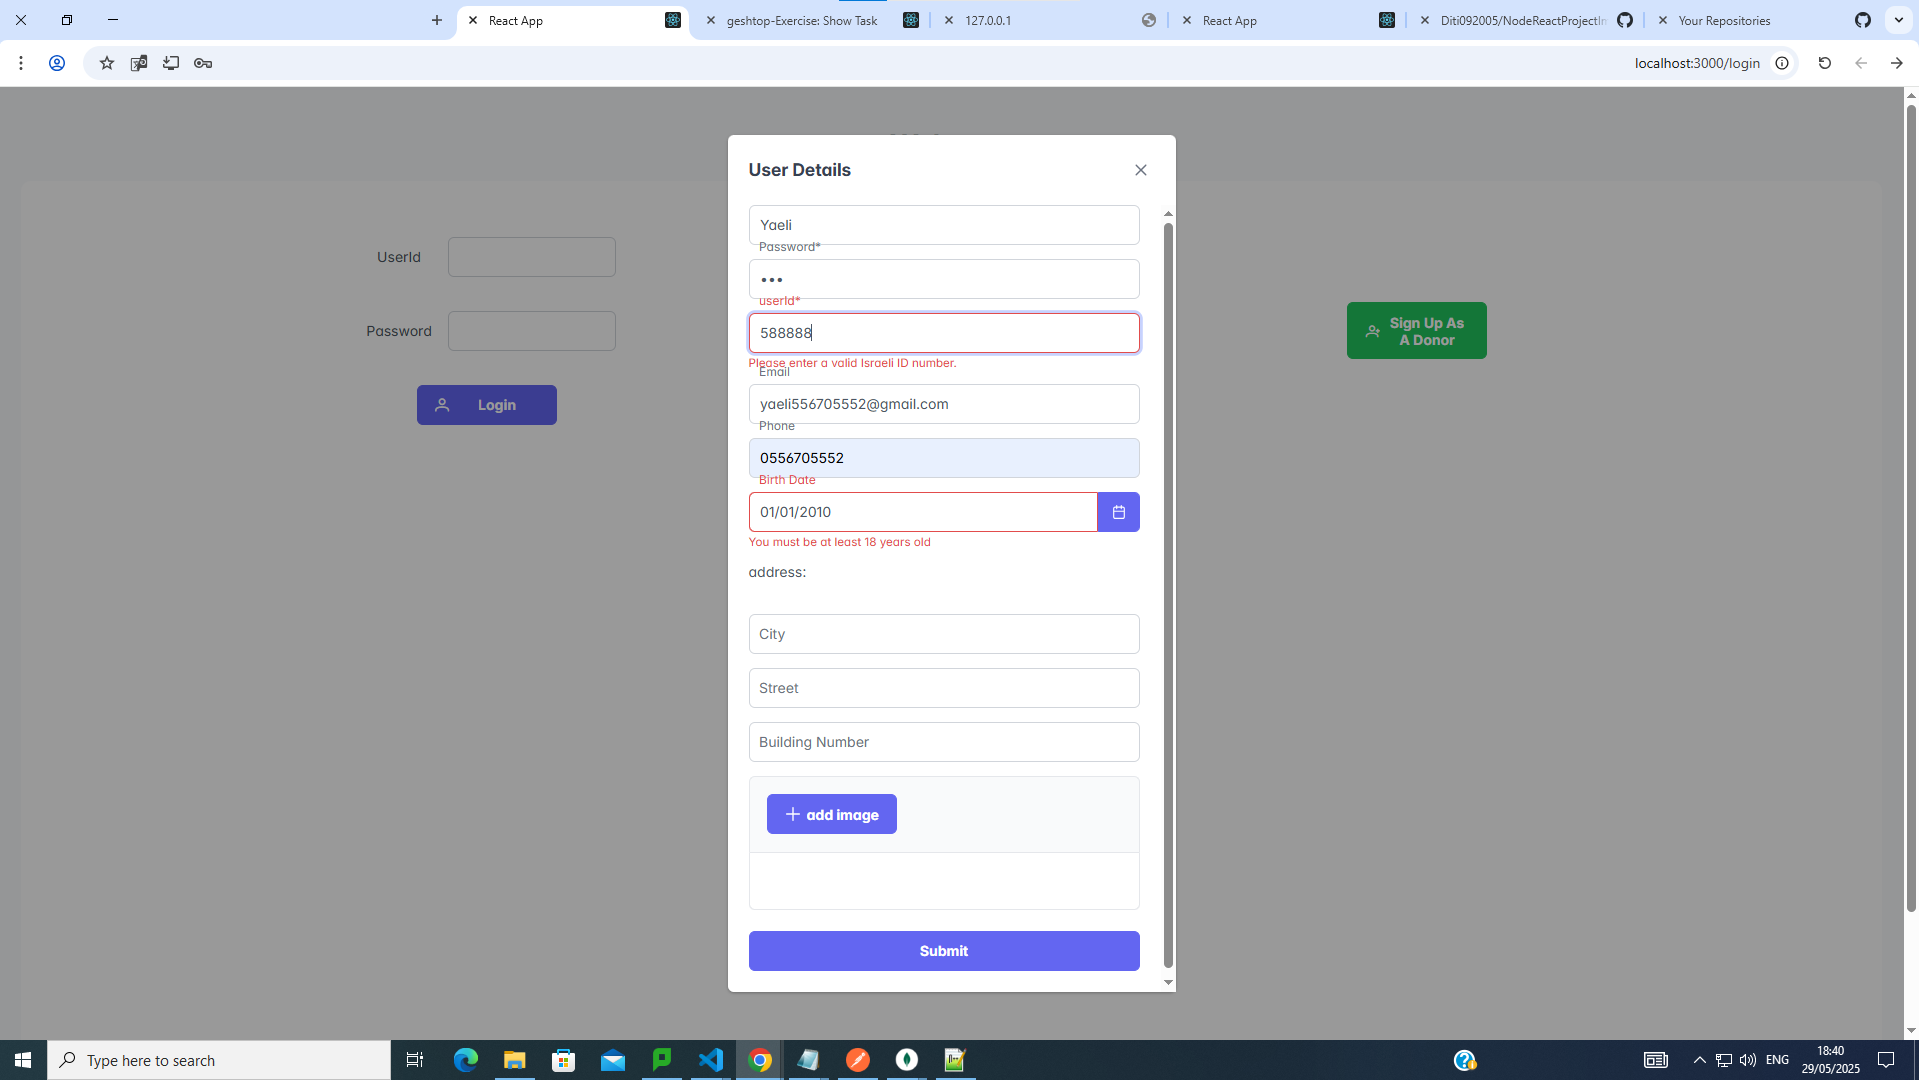 React App
geshtop-Exercise: Show Task
127.0.0.1
React App
Diti092005/NodeReactProjectIn
Your Repositories
localhost:3000/login
User Details
Yaeli
Password*
•••
userId*
588888
Please enter a valid Israeli ID number.
Email
yaeli556705552@gmail.com
Phone
0556705552
Birth Date
01/01/2010
You must be at least 18 years old
address:
City
Street
Building Number
add image
Submit
UserId
Password
Login
Sign Up As
A Donor
Type here to search
ENG
18:40
29/05/2025